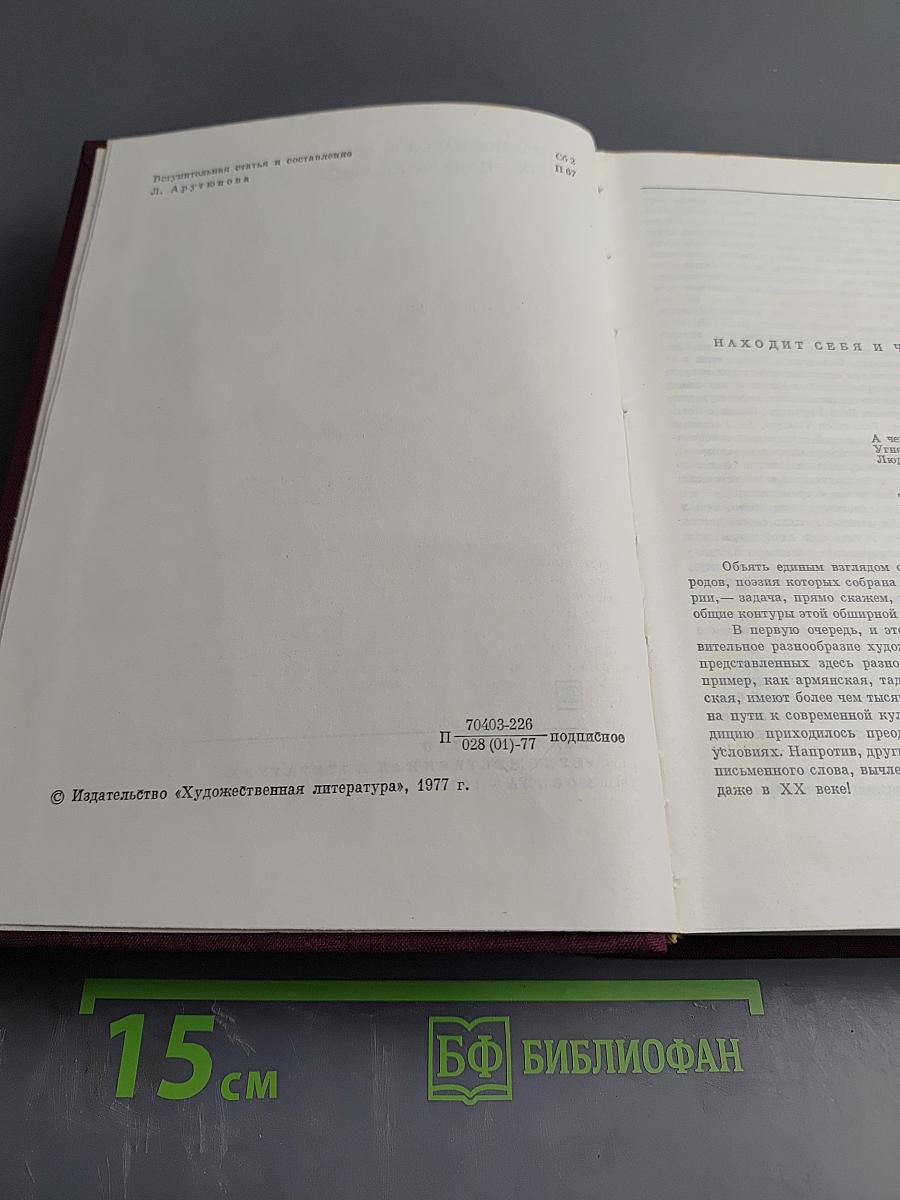 Вступительная статья и составление
Л. Арутюнова
Сб 2
П 67
70403-226
П
028 (01)-77
подписное
© Издательство «Художественная литература», 1977 г.
НАХОДИТ СЕБЯ И
А
Объять единым взглядом
родов, поэзия которых собрана
рии,— задача, прямо скажем,
общие контуры этой обширной
В первую очередь, и
вительное разнообразие
представленных здесь
пример, как армянская,
ская, имеют более чем
на пути к современной
дицию приходилось
условиях. Напротив,
письменного слова,
даже в XX веке!
15 см
БФ БИБЛИОФАН